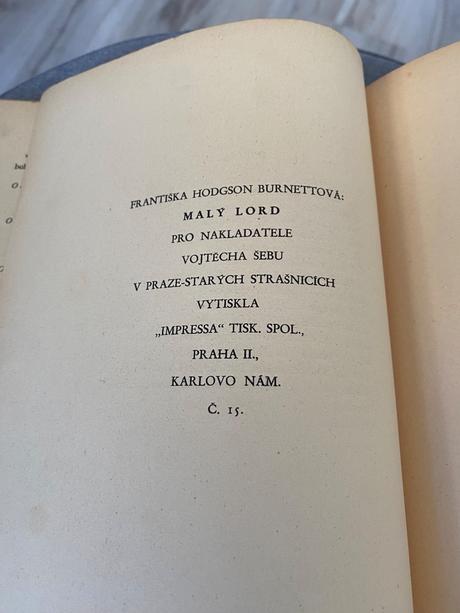 FRANTIŠKA HODGSON BURNETTOVÁ:
MALÝ LORD
PRO NAKLADATELE
VOJTĚCHA ŠEBU
V PRAZE-STARÝCH STRAŠNICÍCH
VYTISKLA
„IMPRESSA“ TISK. SPOL.,
PRAHA II.,
KARLOVO NÁM.
Č. 15.